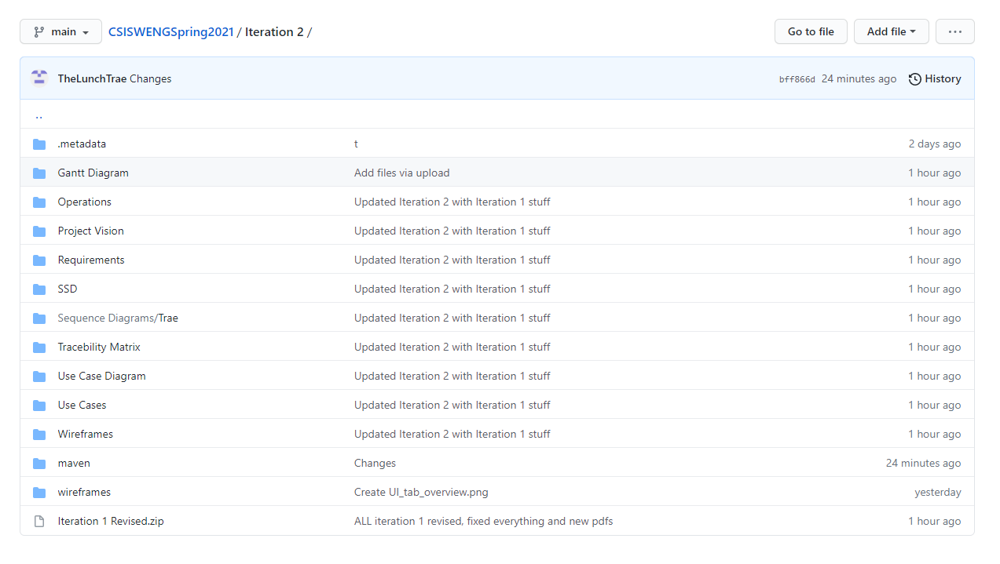 main CSISWENGSpring2021 / Iteration 2 / Go to file Add file ...
TheLunchTrae Changes bff866d 24 minutes ago History
..
.metadata t 2 days ago
Gantt Diagram Add files via upload 1 hour ago
Operations Updated Iteration 2 with Iteration 1 stuff 1 hour ago
Project Vision Updated Iteration 2 with Iteration 1 stuff 1 hour ago
Requirements Updated Iteration 2 with Iteration 1 stuff 1 hour ago
SSD Updated Iteration 2 with Iteration 1 stuff 1 hour ago
Sequence Diagrams/Trae Updated Iteration 2 with Iteration 1 stuff 1 hour ago
Tracebility Matrix Updated Iteration 2 with Iteration 1 stuff 1 hour ago
Use Case Diagram Updated Iteration 2 with Iteration 1 stuff 1 hour ago
Use Cases Updated Iteration 2 with Iteration 1 stuff 1 hour ago
Wireframes Updated Iteration 2 with Iteration 1 stuff 1 hour ago
maven Changes 24 minutes ago
wireframes Create UI_tab_overview.png yesterday
Iteration 1 Revised.zip ALL iteration 1 revised, fixed everything and new pdfs 1 hour ago